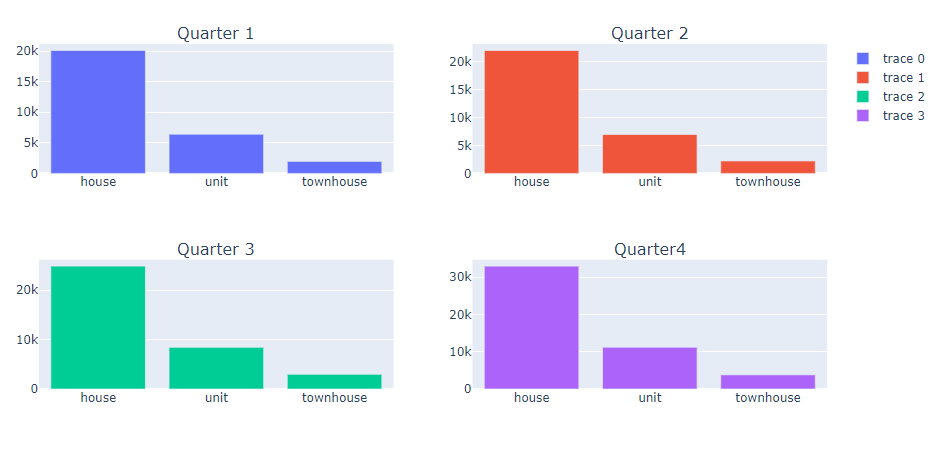 Quarter 1
20k
15k
10k
5k
0
house unit townhouse
Quarter 2
20k
15k
10k
5k
0
house unit townhouse
trace 0
trace 1
trace 2
trace 3
Quarter 3
20k
10k
0
house unit townhouse
Quarter4
30k
20k
10k
0
house unit townhouse